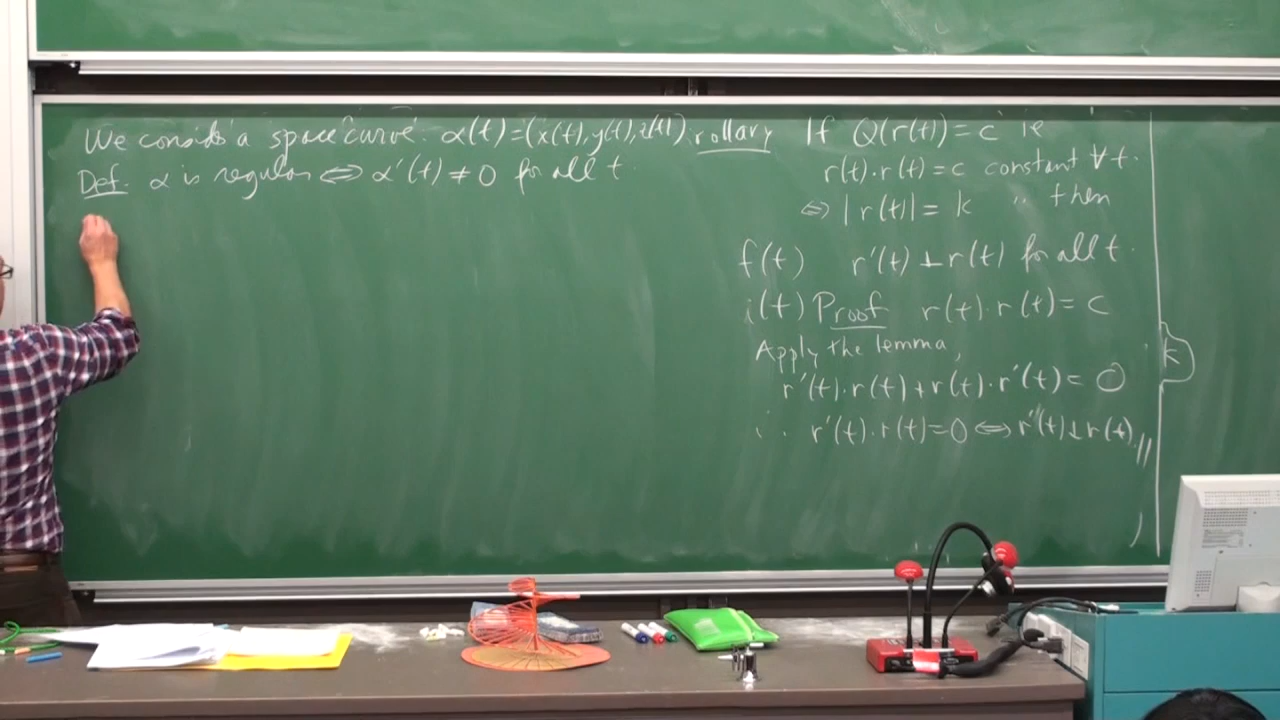 We consider a space curve. α(t)=(x(t),y(t),z(t))
Def. α is regular ⇔ α'(t) ≠ 0 for all t
rollary If Q(r(t)) = c ie
r(t)·r(t) = c constant ∀t.
⇔ |r(t)| = k " then
f(t) r'(t) ⊥ r(t) for all t.
i(t) Proof r(t)·r(t) = c
Apply the lemma,
r'(t)·r(t)+r(t)·r'(t) = 0
∴ r'(t)·r(t)=0 ⇔ r'(t)⊥r(t) //
k